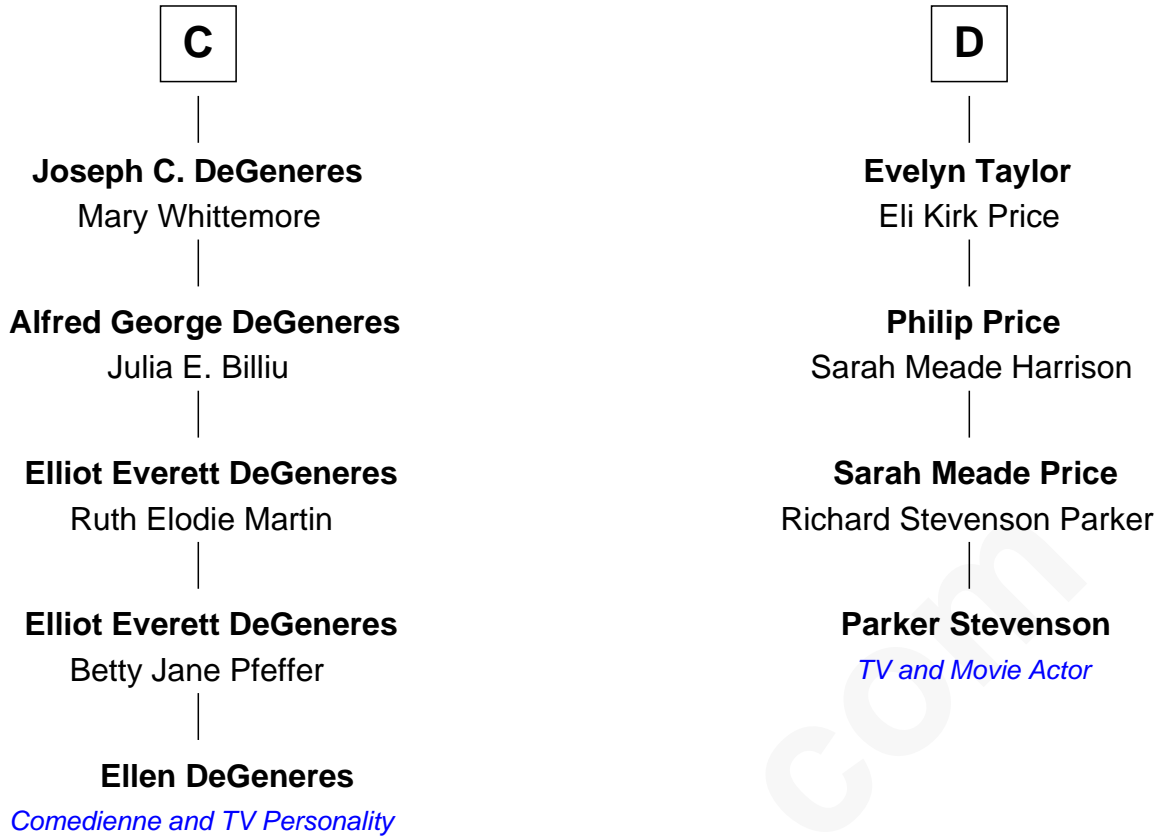 C
Joseph C. DeGeneres
Mary Whittemore
Alfred George DeGeneres
Julia E. Billiu
Elliot Everett DeGeneres
Ruth Elodie Martin
Elliot Everett DeGeneres
Betty Jane Pfeffer
Ellen DeGeneres
Comedienne and TV Personality
D
Evelyn Taylor
Eli Kirk Price
Philip Price
Sarah Meade Harrison
Sarah Meade Price
Richard Stevenson Parker
Parker Stevenson
TV and Movie Actor
com